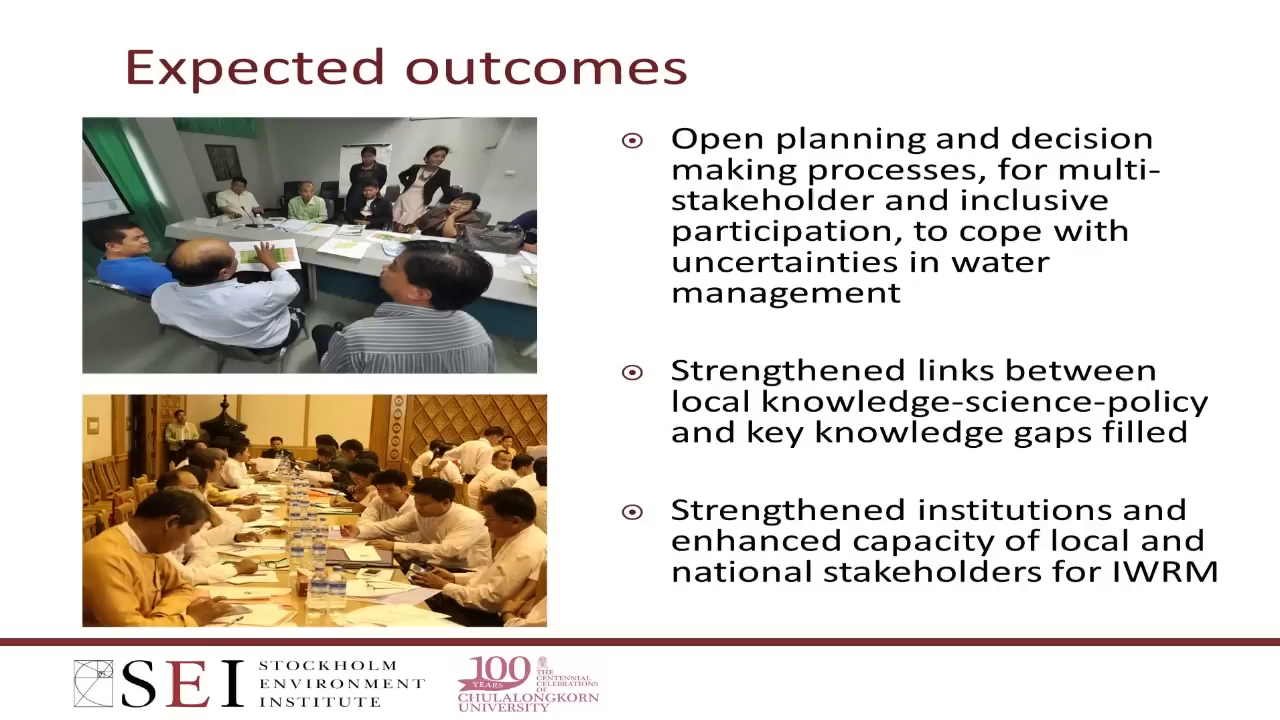 Expected outcomes
Open planning and decision
making processes, for multi-
stakeholder and inclusive
participation, to cope with
uncertainties in water
management
Strengthened links between
local knowledge-science-policy
and key knowledge gaps filled
Strengthened institutions and
enhanced capacity of local and
national stakeholders for IWRM
SEI STOCKHOLM
ENVIRONMENT
INSTITUTE
100
YEARS
THE
CENTENNIAL
CELEBRATIONS
OF
CHULALONGKORN
UNIVERSITY